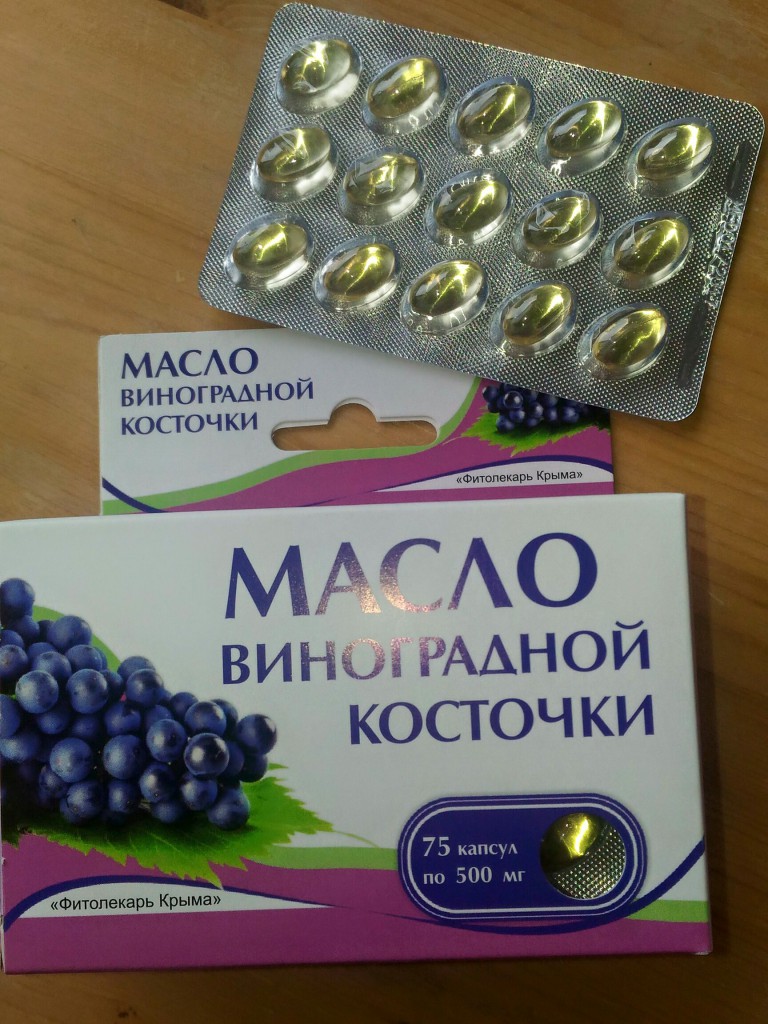 МАСЛО
ВИНОГРАДНОЙ
КОСТОЧКИ
«Фитолекарь Крыма»
МАСЛО
ВИНОГРАДНОЙ
КОСТОЧКИ
75 капсул
по 500 мг
«Фитолекарь Крыма»